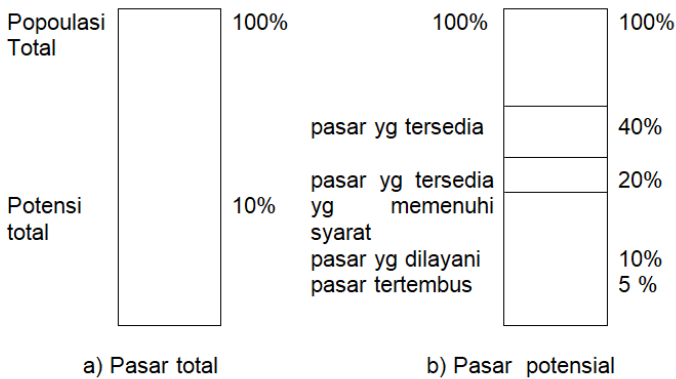 Popoulasi
Total
100%
Potensi
total
10%
a) Pasar total
100%
100%
pasar yg tersedia
40%
pasar yg tersedia
yg memenuhi
syarat
20%
pasar yg dilayani
10%
pasar tertembus
5 %
b) Pasar potensial